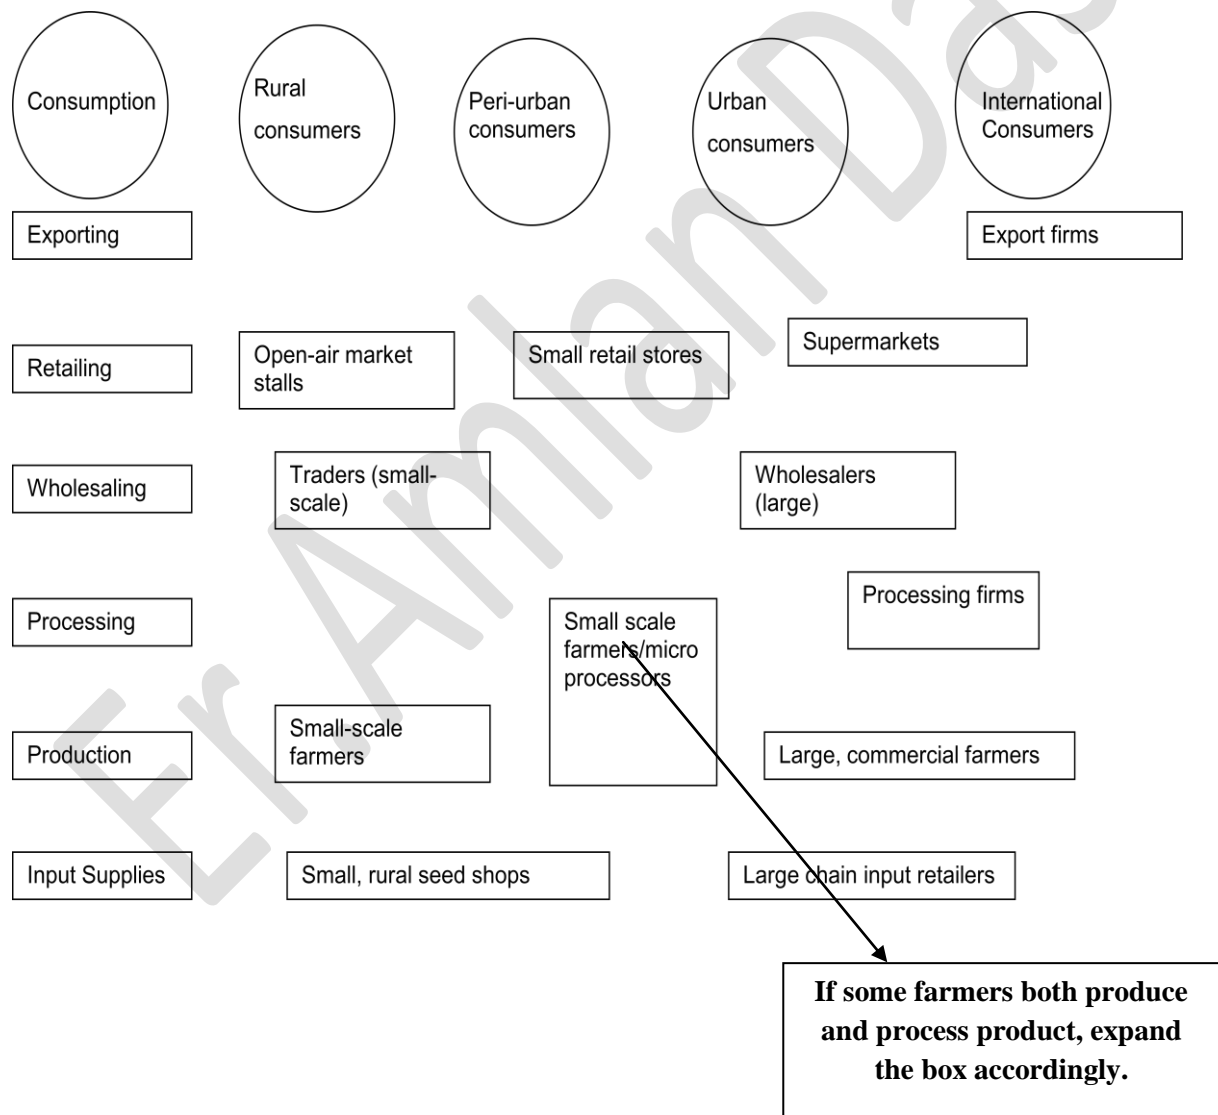 Consumption
Rural
consumers
Peri-urban
consumers
Urban
consumers
International
Consumers
Exporting
Export firms
Retailing
Open-air market
stalls
Small retail stores
Supermarkets
Wholesaling
Traders (small-
scale)
Wholesalers
(large)
Processing
Small scale
farmers/micro
processors
Processing firms
Production
Small-scale
farmers
Large, commercial farmers
Input Supplies
Small, rural seed shops
Large chain input retailers
If some farmers both produce
and process product, expand
the box accordingly.
Er.Amlan Das